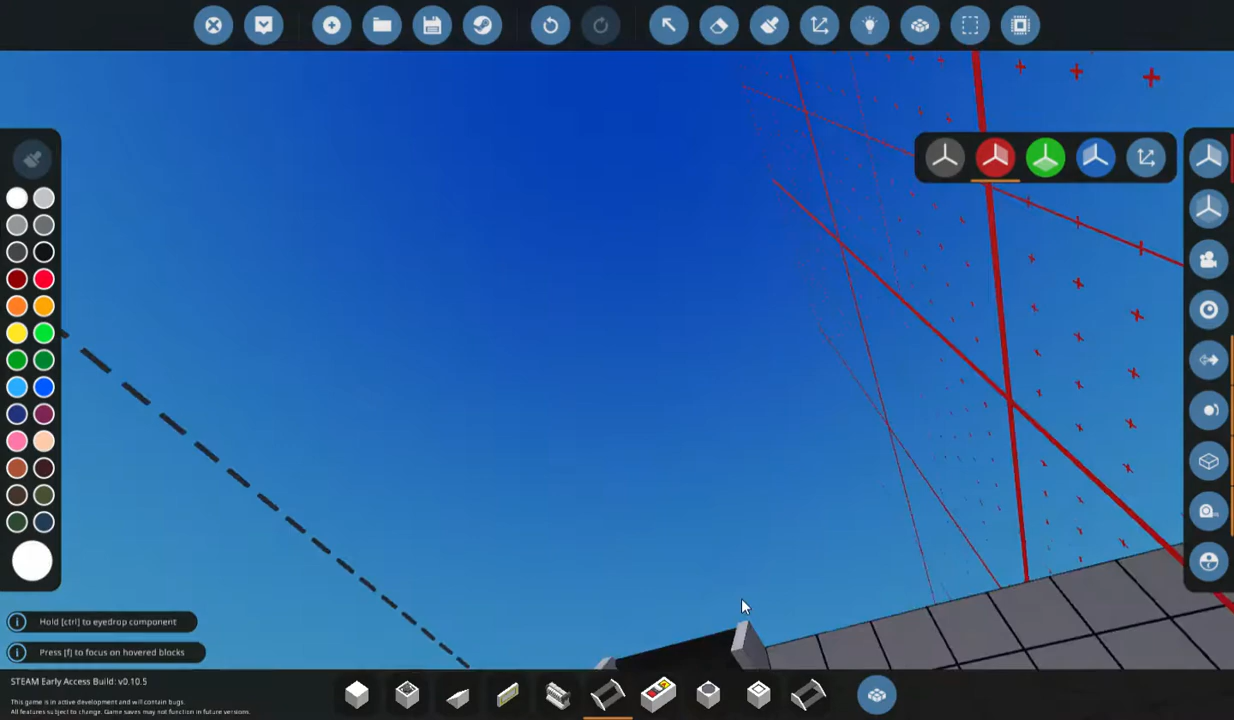 Hold [ctrl] to eyedrop component
Press [f] to focus on hovered blocks
STEAM Early Access Build: v0.10.5
This game is in active development and will contain bugs.
All features subject to change. Game saves may not function in future versions.